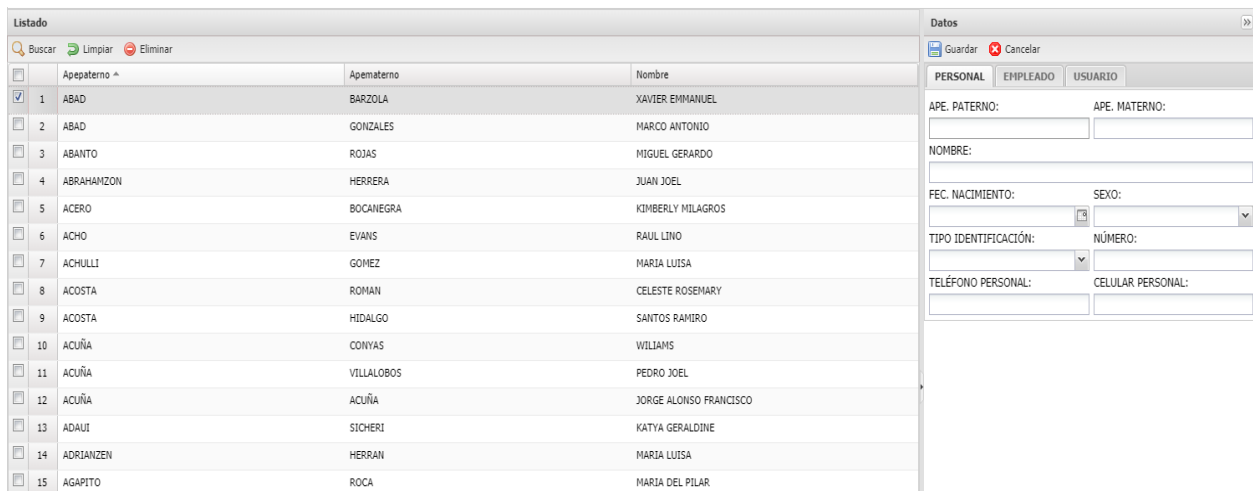 Listado
Buscar Limpiar Eliminar
Apepaterno Apematerno Nombre
1 ABAD BARZOLA XAVIER EMMANUEL
2 ABAD GONZALES MARCO ANTONIO
3 ABANTO ROJAS MIGUEL GERARDO
4 ABRAHAMZON HERRERA JUAN JOEL
5 ACERO BOCANEGRA KIMBERLY MILAGROS
6 ACHO EVANS RAUL LINO
7 ACHULLI GOMEZ MARIA LUISA
8 ACOSTA ROMAN CELESTE ROSEMARY
9 ACOSTA HIDALGO SANTOS RAMIRO
10 ACUÑA CONYAS WILIAMS
11 ACUÑA VILLALOBOS PEDRO JOEL
12 ACUÑA ACUÑA JORGE ALONSO FRANCISCO
13 ADAUI SICHERI KATYA GERALDINE
14 ADRIANZEN HERRAN MARIA LUISA
15 AGAPITO ROCA MARIA DEL PILAR
Datos
Guardar Cancelar
PERSONAL EMPLEADO USUARIO
APE. PATERNO: APE. MATERNO:
NOMBRE:
FEC. NACIMIENTO: SEXO:
TIPO IDENTIFICACIÓN: NÚMERO:
TELÉFONO PERSONAL: CELULAR PERSONAL: